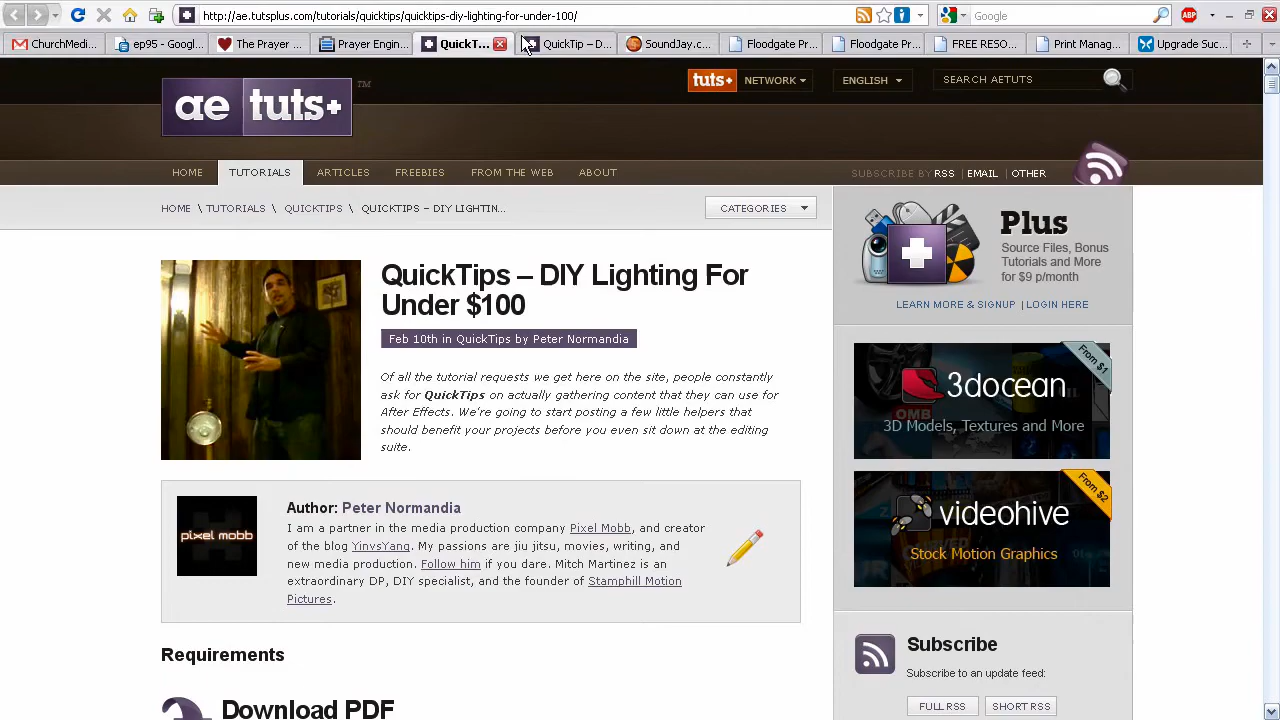 http://ae.tutsplus.com/tutorials/quicktips/quicktips-diy-lighting-for-under-100/
Google
ABP
ChurchMedi...
ep95 - Googl...
The Prayer ...
Prayer Engin...
QuickT...
QuickTip – D...
SoundJay.c...
Floodgate Pr...
Floodgate Pr...
FREE RESO...
Print Manag...
Upgrade Suc...
ae tuts+ TM
tuts+ NETWORK
ENGLISH
SEARCH AETUTS
HOME
TUTORIALS
ARTICLES
FREEBIES
FROM THE WEB
ABOUT
SUBSCRIBE BY RSS | EMAIL | OTHER
HOME \ TUTORIALS \ QUICKTIPS \ QUICKTIPS – DIY LIGHTIN...
CATEGORIES
QuickTips – DIY Lighting For
Under $100
Feb 10th in QuickTips by Peter Normandia
Of all the tutorial requests we get here on the site, people constantly
ask for QuickTips on actually gathering content that they can use for
After Effects. We're going to start posting a few little helpers that
should benefit your projects before you even sit down at the editing
suite.
pixel mobb
Author: Peter Normandia
I am a partner in the media production company Pixel Mobb, and creator
of the blog YinvsYang. My passions are jiu jitsu, movies, writing, and
new media production. Follow him if you dare. Mitch Martinez is an
extraordinary DP, DIY specialist, and the founder of Stamphill Motion
Pictures.
Requirements
Download PDF
Plus
Source Files, Bonus
Tutorials and More
for $9 p/month
LEARN MORE & SIGNUP | LOGIN HERE
From $1
3docean
OMB
3D Models, Textures and More
From $2
videohive
Stock Motion Graphics
Subscribe
Subscribe to an update feed:
FULL RSS
SHORT RSS